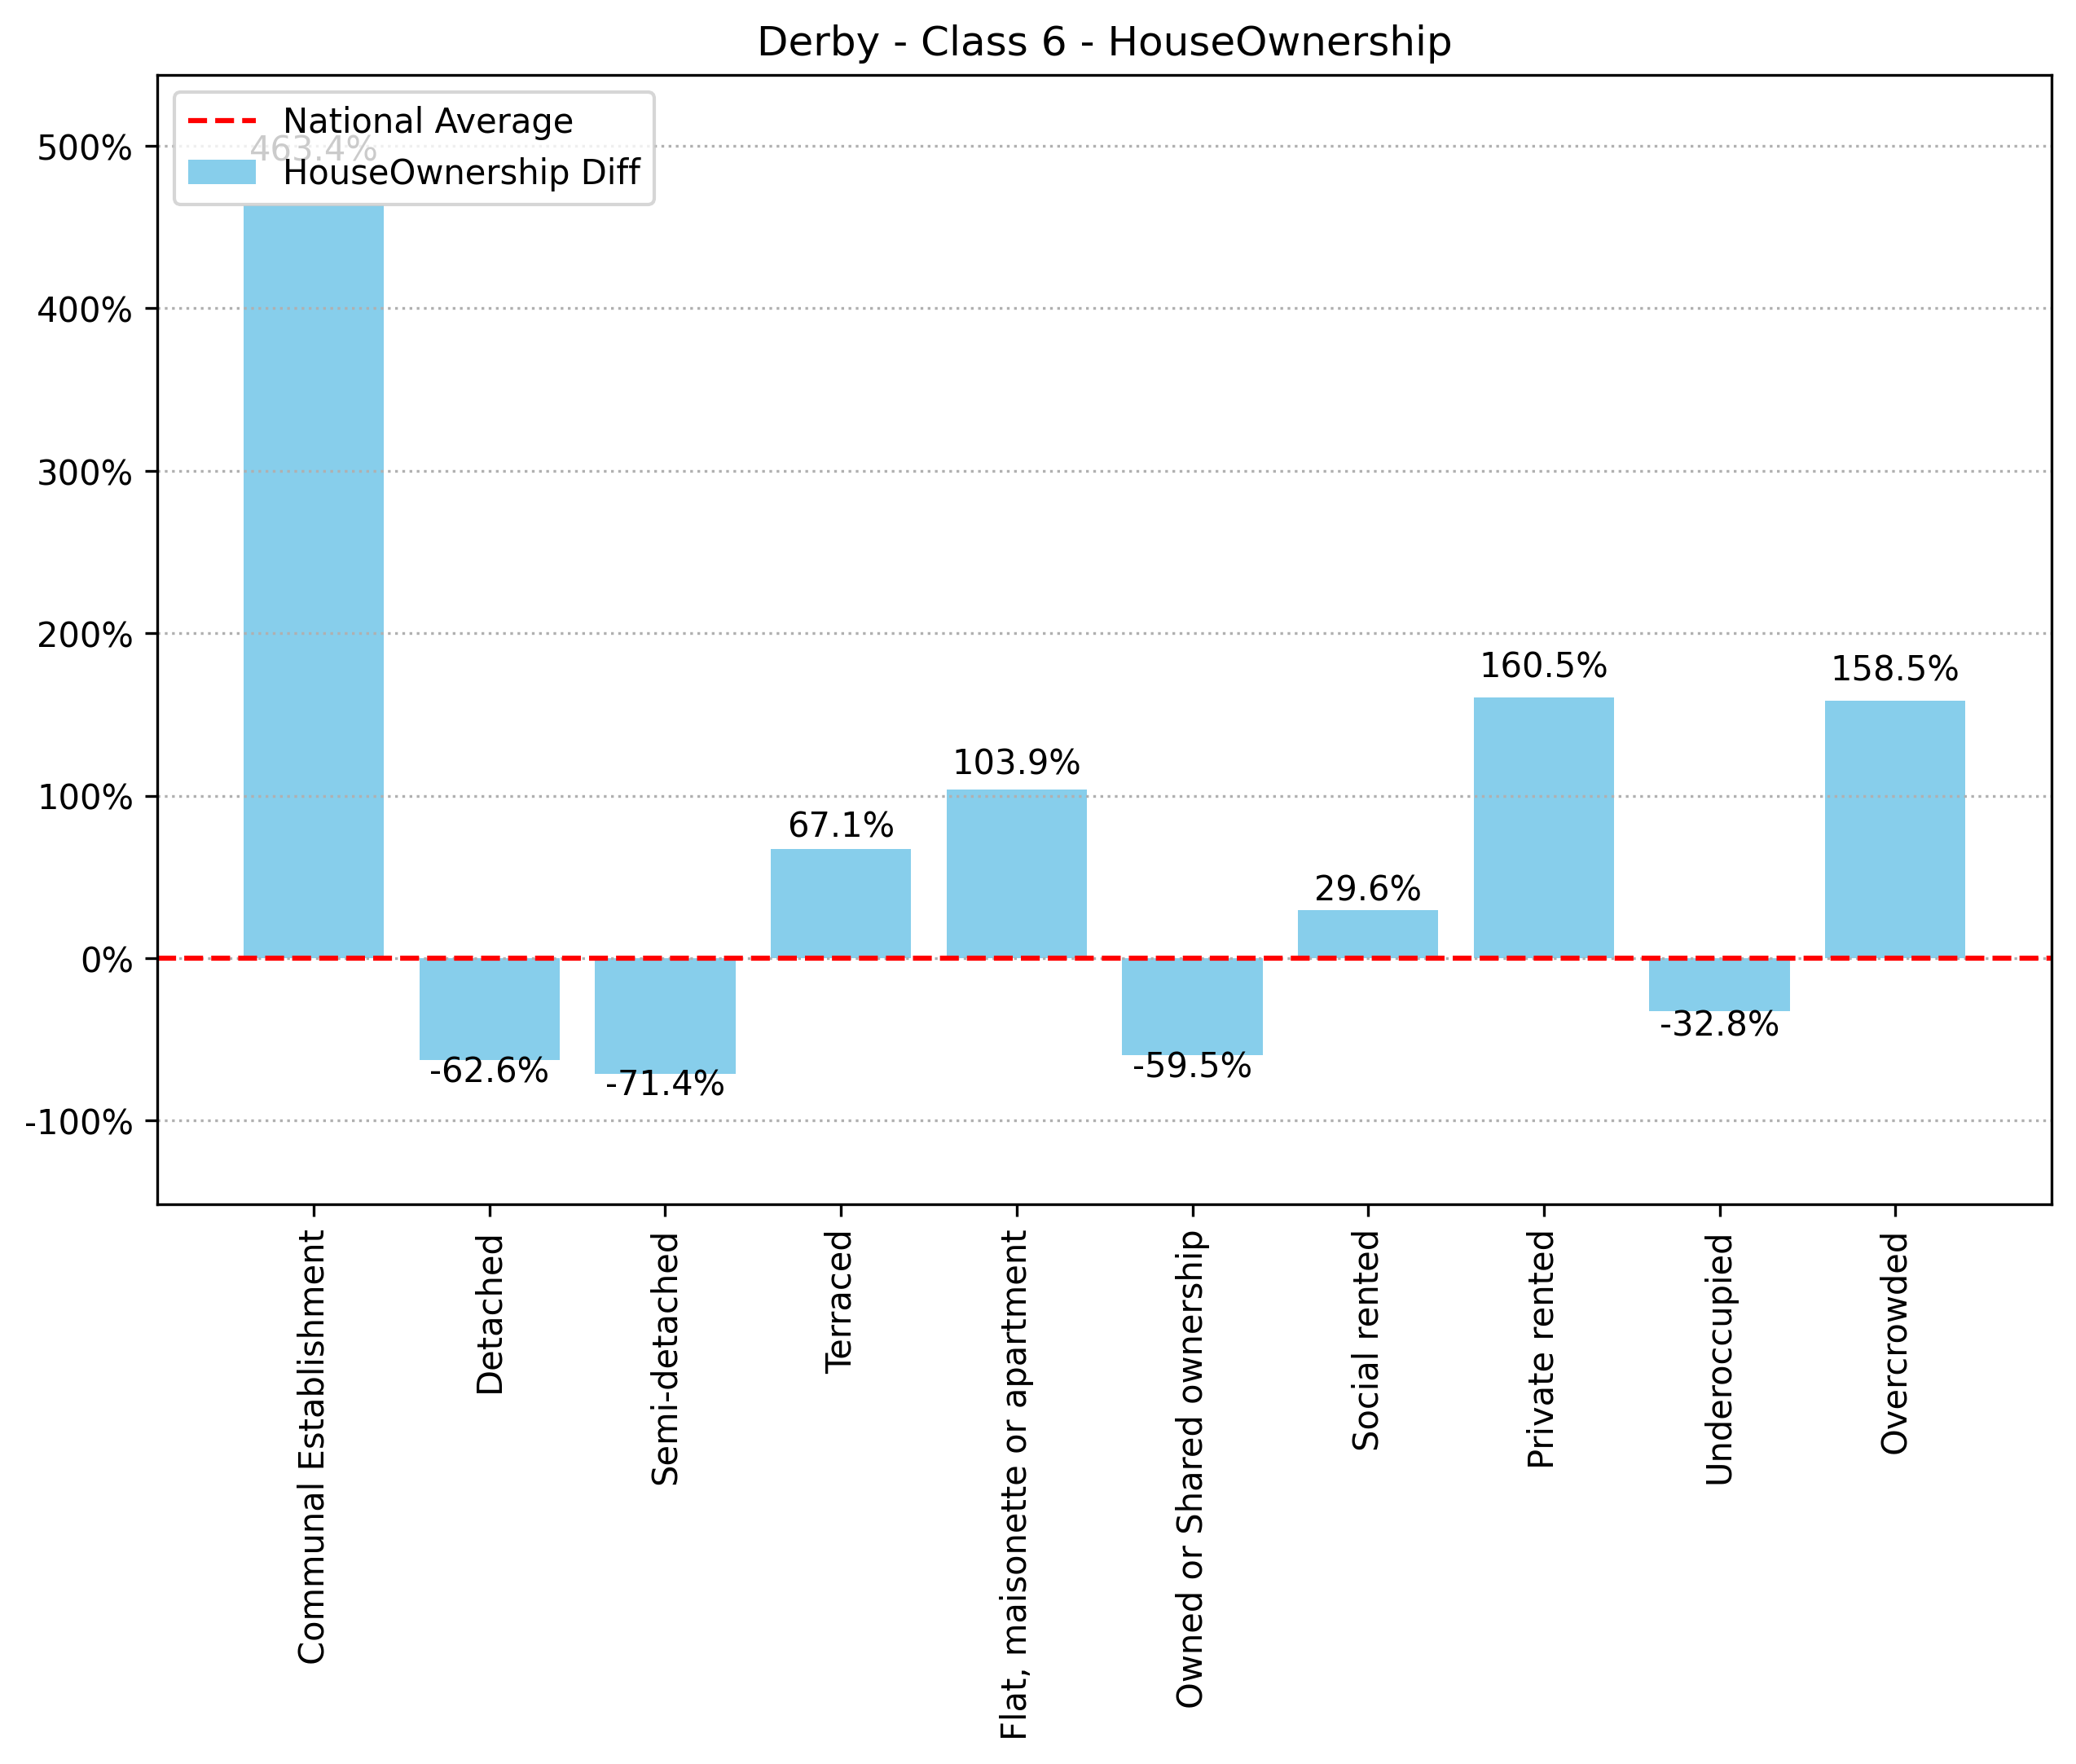 Derby - Class 6 - HouseOwnership
National Average
HouseOwnership Diff
500%
400%
300%
200%
100%
0%
-100%
463.4%
-62.6%
-71.4%
67.1%
103.9%
-59.5%
29.6%
160.5%
-32.8%
158.5%
Communal Establishment
Detached
Semi-detached
Terraced
Flat, maisonette or apartment
Owned or Shared ownership
Social rented
Private rented
Underoccupied
Overcrowded